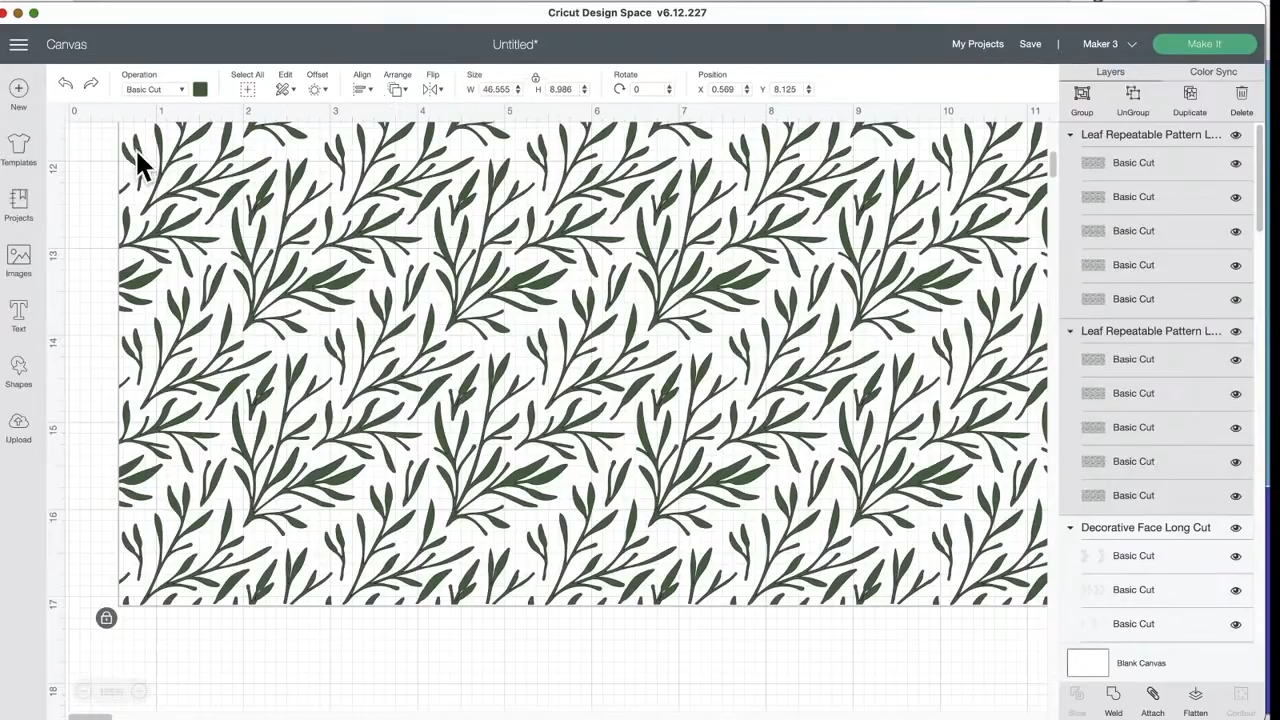 Cricut Design Space v6.12.227
Canvas
Untitled*
My Projects
Save
|
Maker 3
Make It
New
Templates
Projects
Images
Text
Shapes
Upload
Operation
Basic Cut
Select All
Edit
Offset
Align
Arrange
Flip
Size
W 46.555
H 8.986
Rotate
0
Position
X 0.569
Y 8.125
0 1 2 3 4 5 6 7 8 9 10 11
12
13
14
15
16
17
18
Layers
Color Sync
Group
UnGroup
Duplicate
Delete
Leaf Repeatable Pattern L...
Basic Cut
Basic Cut
Basic Cut
Basic Cut
Basic Cut
Leaf Repeatable Pattern L...
Basic Cut
Basic Cut
Basic Cut
Basic Cut
Basic Cut
Decorative Face Long Cut
Basic Cut
Basic Cut
Basic Cut
Blank Canvas
Slice
Weld
Attach
Flatten
Contour